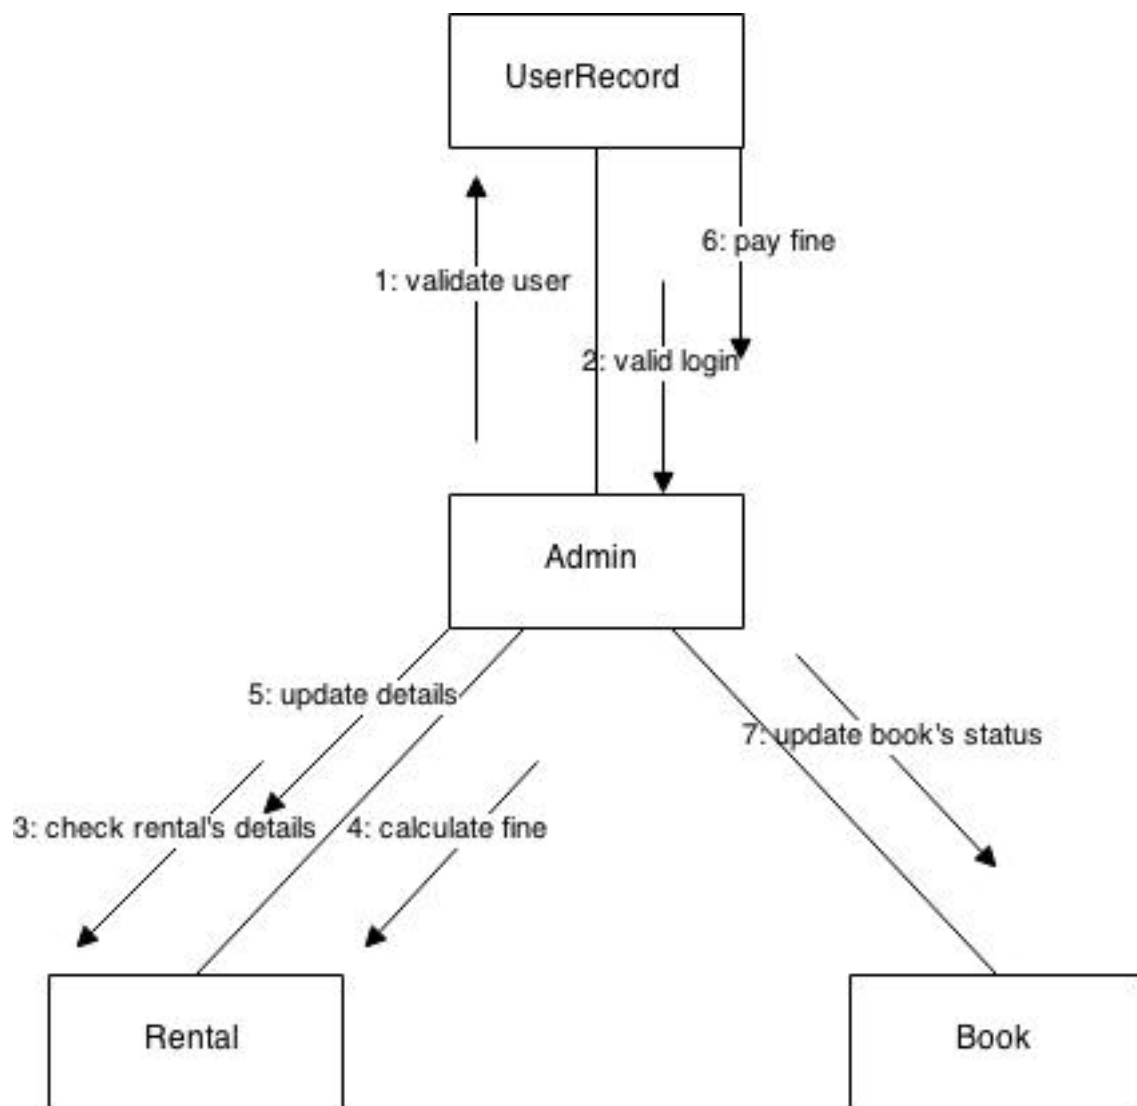 UserRecord
6: pay fine
1: validate user
2: valid login
Admin
5: update details
7: update book's status
3: check rental's details
4: calculate fine
Rental
Book